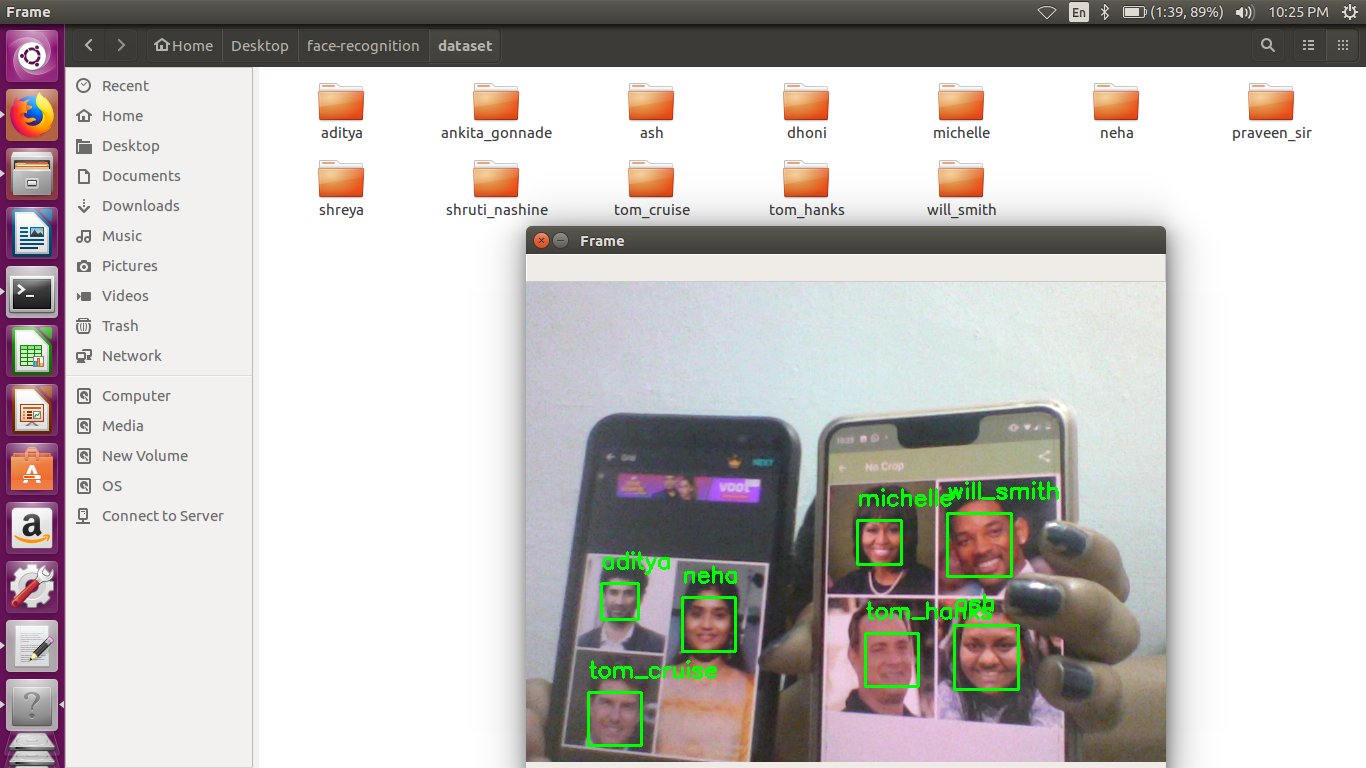 Frame
En
(1:39, 89%)
10:25 PM
Home
Desktop
face-recognition
dataset
Recent
Home
Desktop
Documents
Downloads
Music
Pictures
Videos
Trash
Network
Computer
Media
New Volume
OS
Connect to Server
aditya
ankita_gonnade
ash
dhoni
michelle
neha
praveen_sir
shreya
shruti_nashine
tom_cruise
tom_hanks
will_smith
Frame
NEXT
VOOT
aditya
neha
tom_cruise
No Crop
michelle
will_smith
tom_hanks
ash